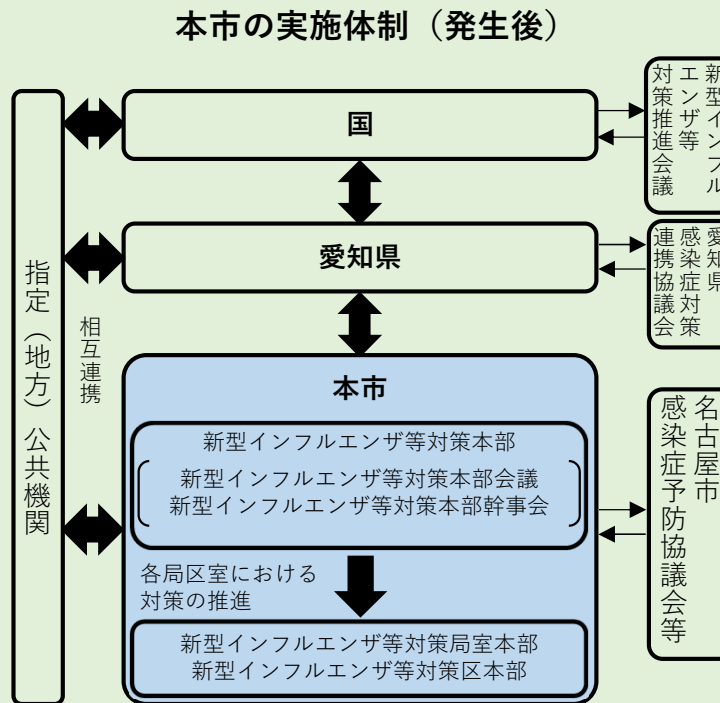 本市の実施体制（発生後）
指定（地方）公共機関
相互連携
国
新型インフル
エンザ等
対策推進会議
愛知県
愛知県
感染症対策
連携協議会
本市
新型インフルエンザ等対策本部
新型インフルエンザ等対策本部会議
新型インフルエンザ等対策本部幹事会
各局区室における
対策の推進
新型インフルエンザ等対策局室本部
新型インフルエンザ等対策区本部
名古屋市
感染症予防協議会等